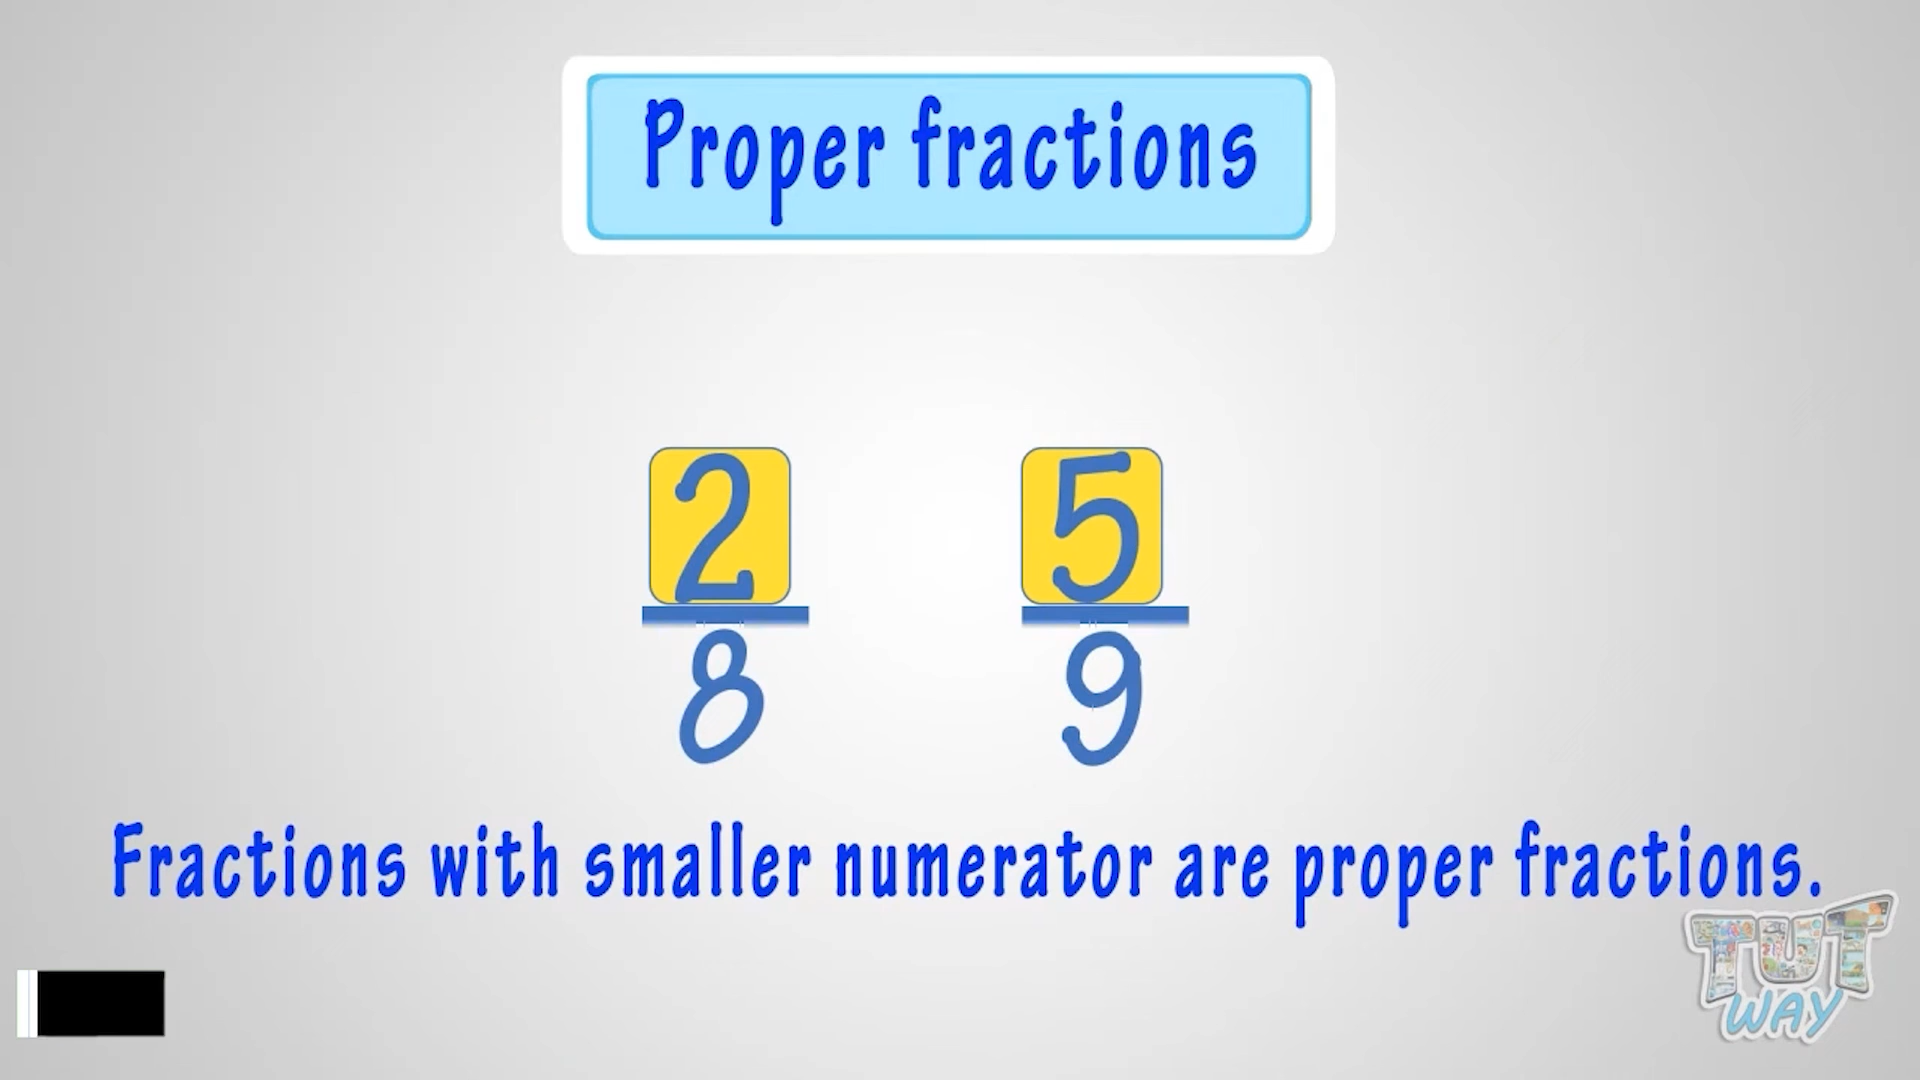 Proper fractions
2 5
8 9
Fractions with smaller numerator are proper fractions.
TUT
WAY